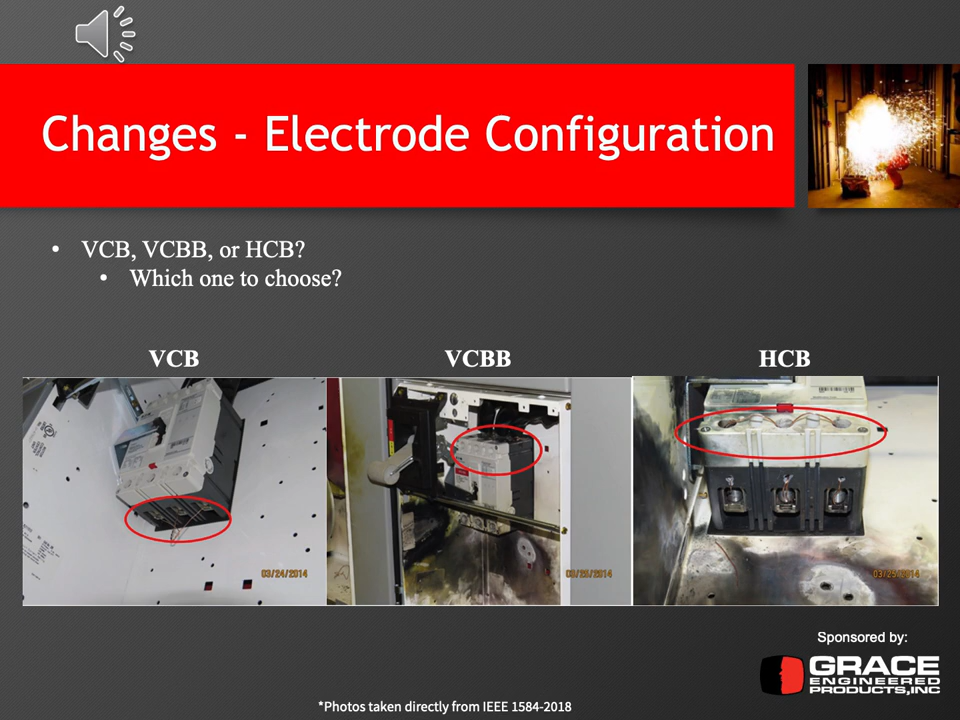 Changes - Electrode Configuration
• VCB, VCBB, or HCB?
• Which one to choose?
VCB VCBB HCB
03/24/2014 03/25/2014 03/25/2014
Sponsored by:
GRACE
ENGINEERED
PRODUCTS,INC
*Photos taken directly from IEEE 1584-2018